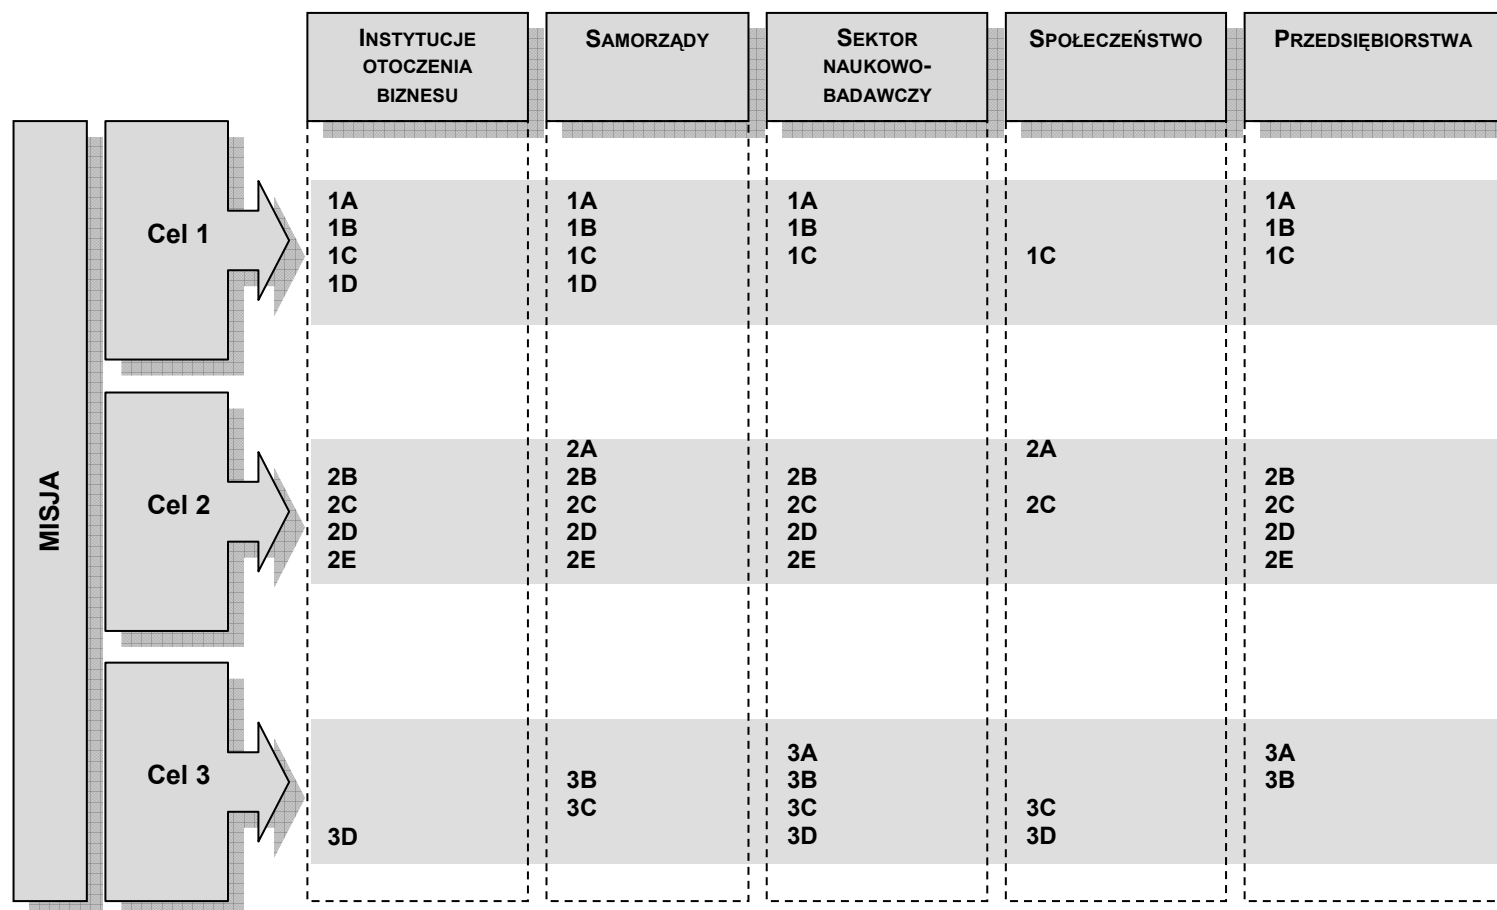 INSTYTUCJE
OTOCZENIA
BIZNESU
SAMORZĄDY
SEKTOR
NAUKOWO-
BADAWCZY
SPOŁECZEŃSTWO
PRZEDSIĘBIORSTWA
MISJA
Cel 1
1A
1B
1C
1D
1A
1B
1C
1D
1A
1B
1C
1C
1A
1B
1C
Cel 2
2B
2C
2D
2E
2A
2B
2C
2D
2E
2B
2C
2D
2E
2A
2C
2B
2C
2D
2E
Cel 3
3D
3B
3C
3A
3B
3C
3D
3C
3D
3A
3B